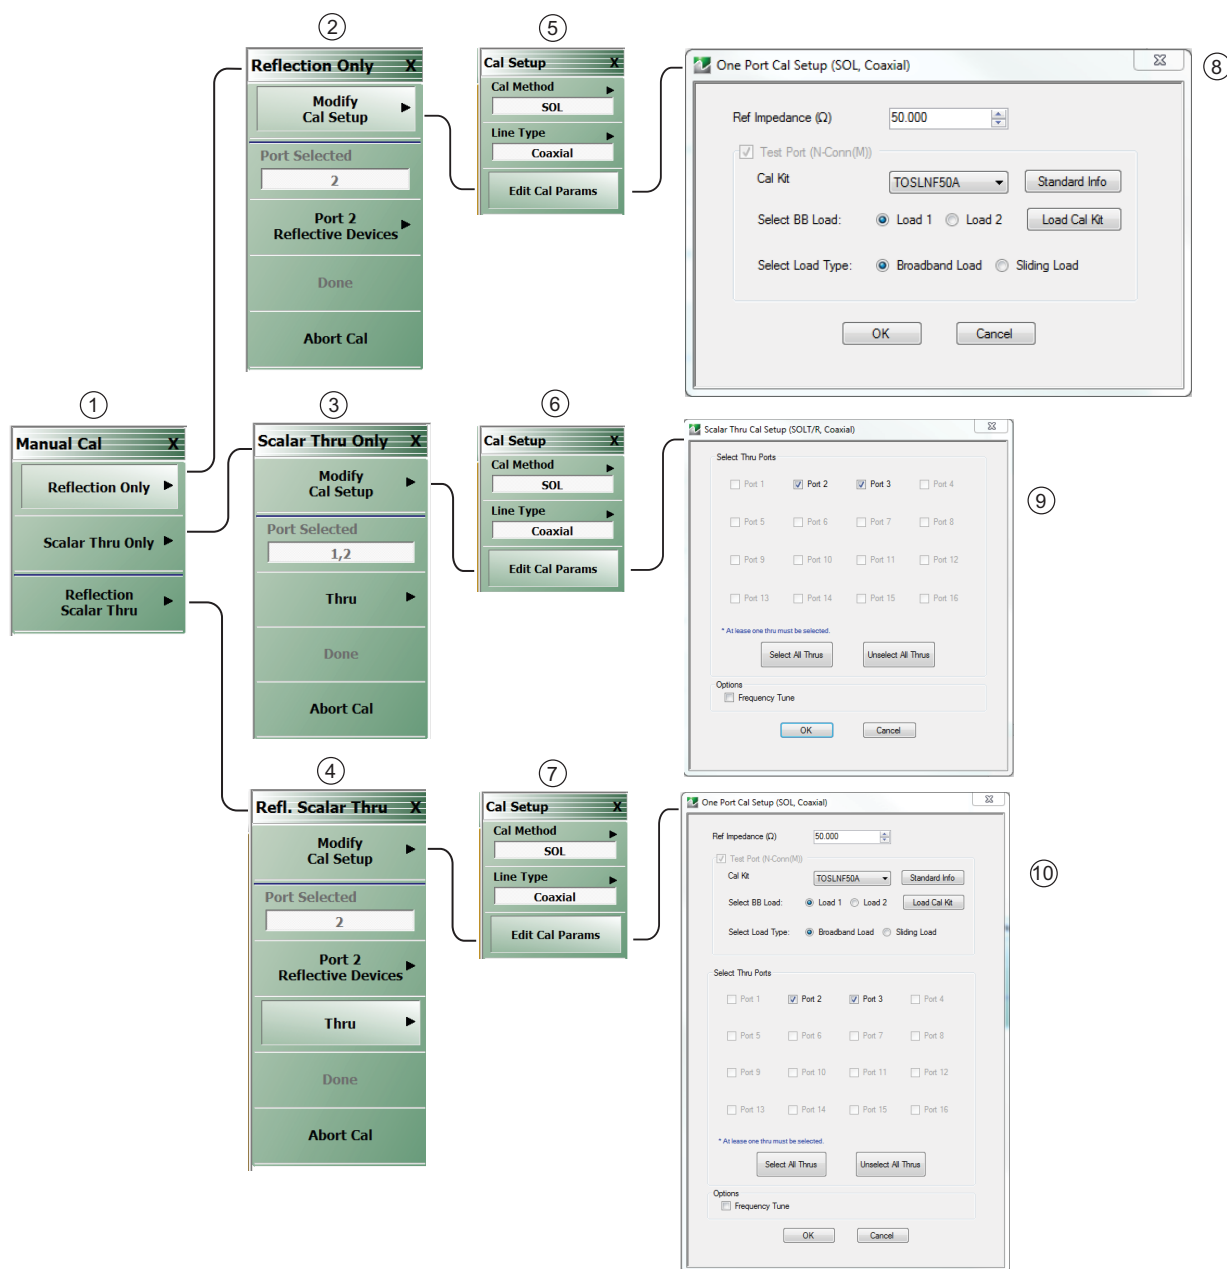 1
Manual Cal X
Reflection Only
Scalar Thru Only
Reflection
Scalar Thru
2
Reflection Only X
Modify
Cal Setup
Port Selected
2
Port 2
Reflective Devices
Done
Abort Cal
5
Cal Setup X
Cal Method
SOL
Line Type
Coaxial
Edit Cal Params
8
One Port Cal Setup (SOL, Coaxial)
Ref Impedance (Ω) 50.000
Test Port (N-Conn(M))
Cal Kit TOSLNF50A Standard Info
Select BB Load: Load 1 Load 2 Load Cal Kit
Select Load Type: Broadband Load Sliding Load
OK Cancel
3
Scalar Thru Only X
Modify
Cal Setup
Port Selected
1,2
Thru
Done
Abort Cal
6
Cal Setup X
Cal Method
SOL
Line Type
Coaxial
Edit Cal Params
9
Scalar Thru Cal Setup (SOLT/R, Coaxial)
Select Thru Ports
Port 1 Port 2 Port 3 Port 4
Port 5 Port 6 Port 7 Port 8
Port 9 Port 10 Port 11 Port 12
Port 13 Port 14 Port 15 Port 16
* At lease one thru must be selected.
Select All Thrus Unselect All Thrus
Options
Frequency Tune
OK Cancel
4
Refl. Scalar Thru X
Modify
Cal Setup
Port Selected
2
Port 2
Reflective Devices
Thru
Done
Abort Cal
7
Cal Setup X
Cal Method
SOL
Line Type
Coaxial
Edit Cal Params
10
One Port Cal Setup (SOL, Coaxial)
Ref Impedance (Ω) 50.000
Test Port (N-Conn(M))
Cal Kit TOSLNF50A Standard Info
Select BB Load: Load 1 Load 2 Load Cal Kit
Select Load Type: Broadband Load Sliding Load
Select Thru Ports
Port 1 Port 2 Port 3 Port 4
Port 5 Port 6 Port 7 Port 8
Port 9 Port 10 Port 11 Port 12
Port 13 Port 14 Port 15 Port 16
* At lease one thru must be selected.
Select All Thrus Unselect All Thrus
Options
Frequency Tune
OK Cancel